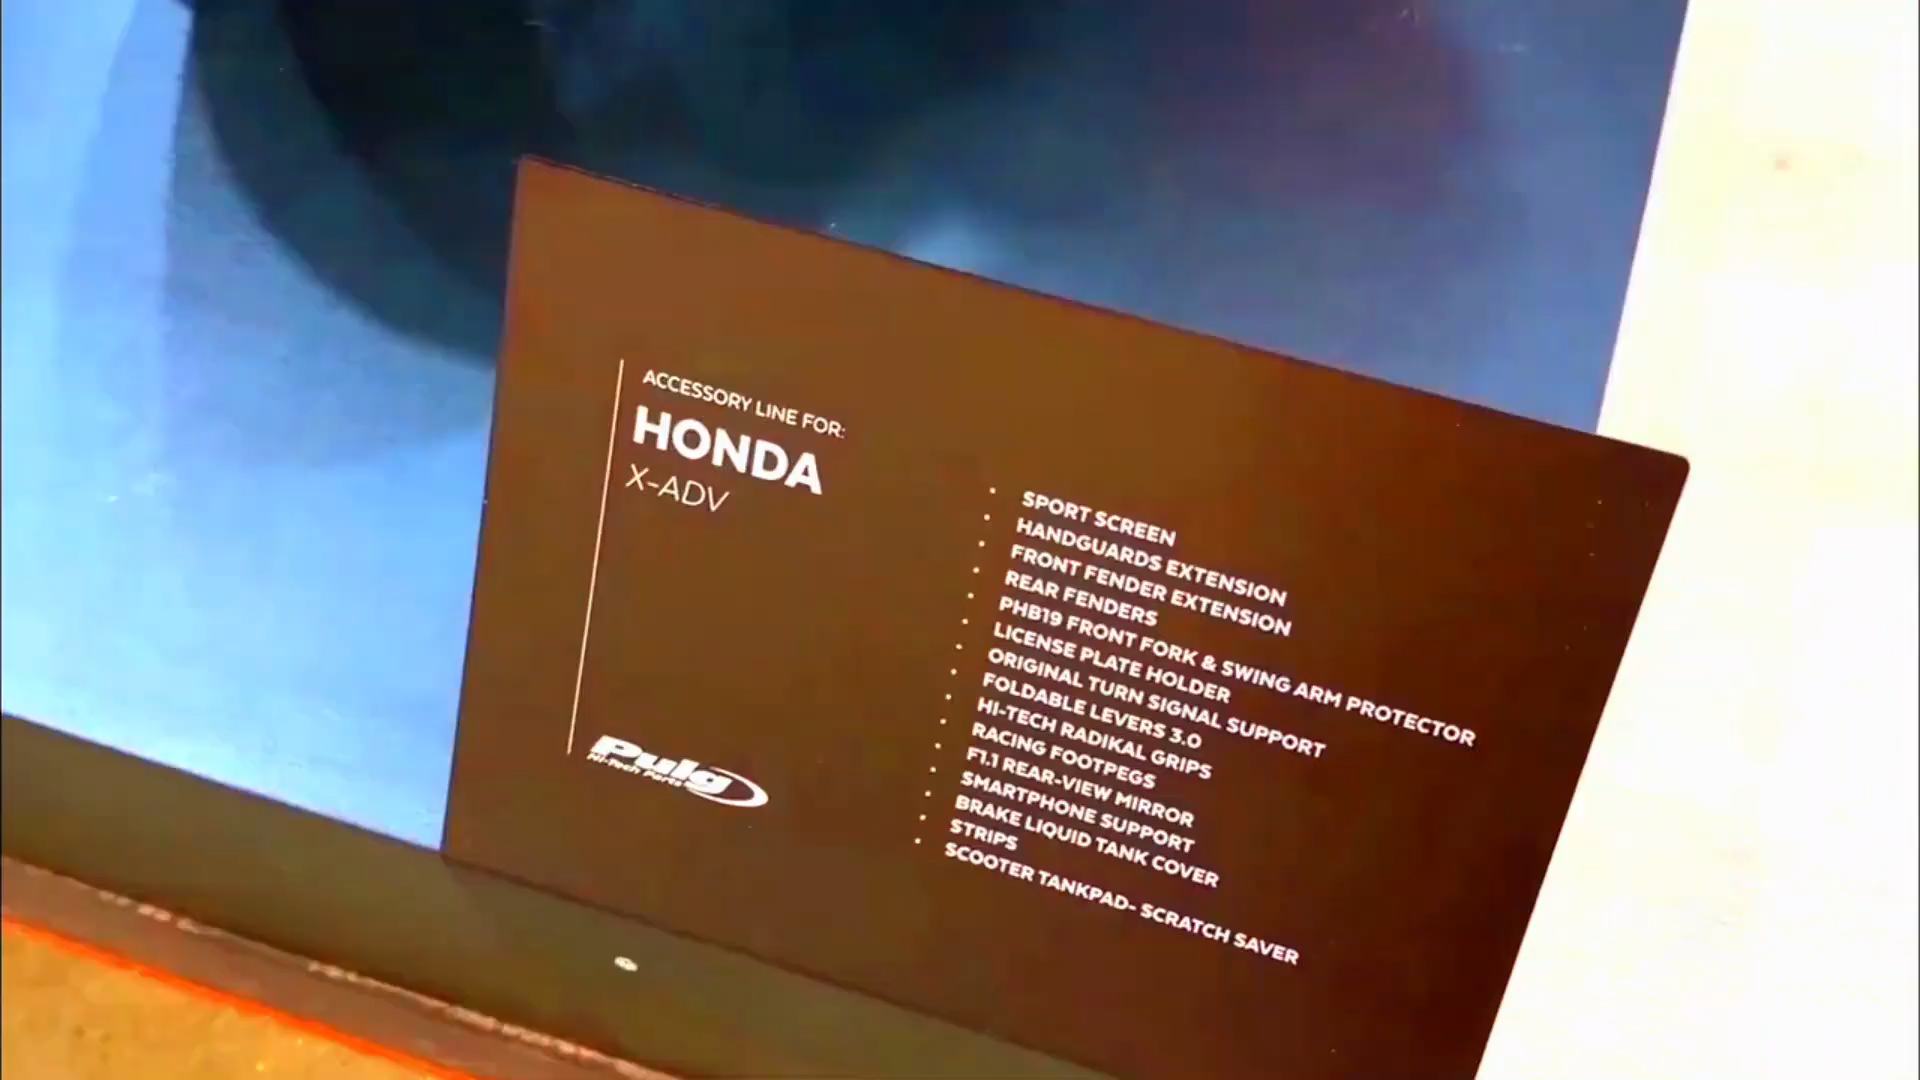 ACCESSORY LINE FOR:
HONDA
X-ADV
SPORT SCREEN
HANDGUARDS EXTENSION
FRONT FENDER EXTENSION
REAR FENDERS
PHB19 FRONT FORK & SWING ARM PROTECTOR
LICENSE PLATE HOLDER
ORIGINAL TURN SIGNAL SUPPORT
FOLDABLE LEVERS 3.0
HI-TECH RADIKAL GRIPS
RACING FOOTPEGS
F1.1 REAR-VIEW MIRROR
SMARTPHONE SUPPORT
BRAKE LIQUID TANK COVER
STRIPS
SCOOTER TANKPAD- SCRATCH SAVER
Puig
Hi-Tech Parts